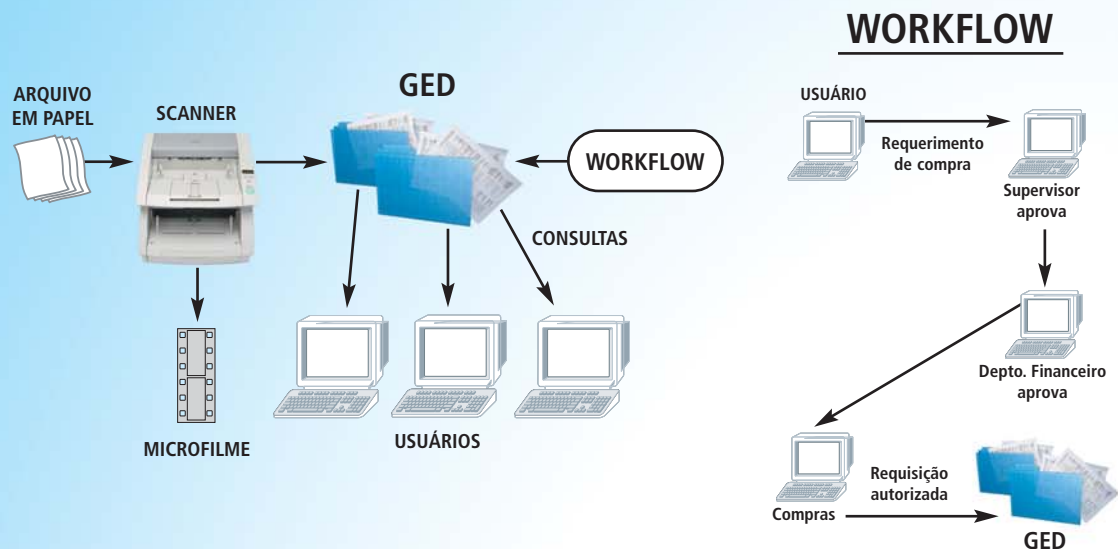 ARQUIVO
EM PAPEL
SCANNER
GED
WORKFLOW
CONSULTAS
MICROFILME
USUÁRIOS
WORKFLOW
USUÁRIO
Requerimento
de compra
Supervisor
aprova
Depto. Financeiro
aprova
Compras
Requisição
autorizada
GED